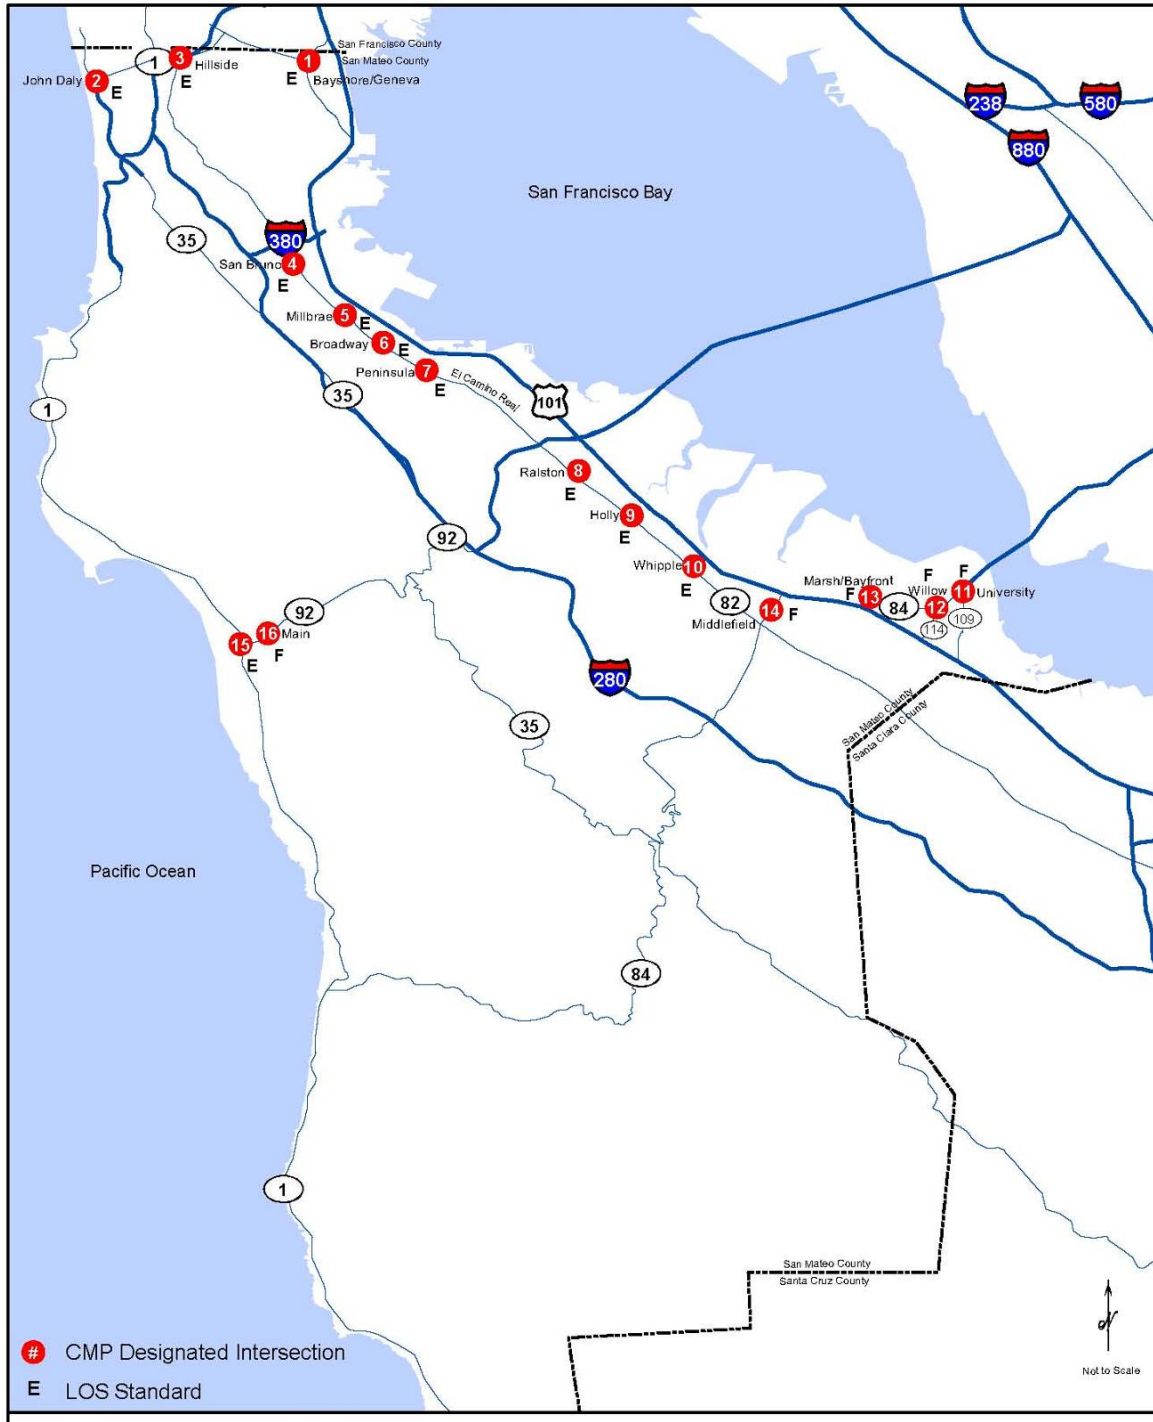 San Francisco County
San Mateo County
1
3
Hillside
E
1
E
Bayshore/Geneva
John Daly
2
E
238
580
880
San Francisco Bay
35
380
San Bruno
4
E
Millbrae
5
E
Broadway
6
E
Peninsula
7
E
El Camino Real
101
35
1
Ralston
8
E
Holly
9
E
92
Whipple
10
E
82
Middlefield
14
F
Marsh/Bayfront
F
13
84
F
Willow
12
F
11
University
114
109
92
16
Main
F
15
E
280
San Mateo County
Santa Clara County
35
Pacific Ocean
84
1
San Mateo County
Santa Cruz County
N
Not to Scale
# CMP Designated Intersection
E LOS Standard